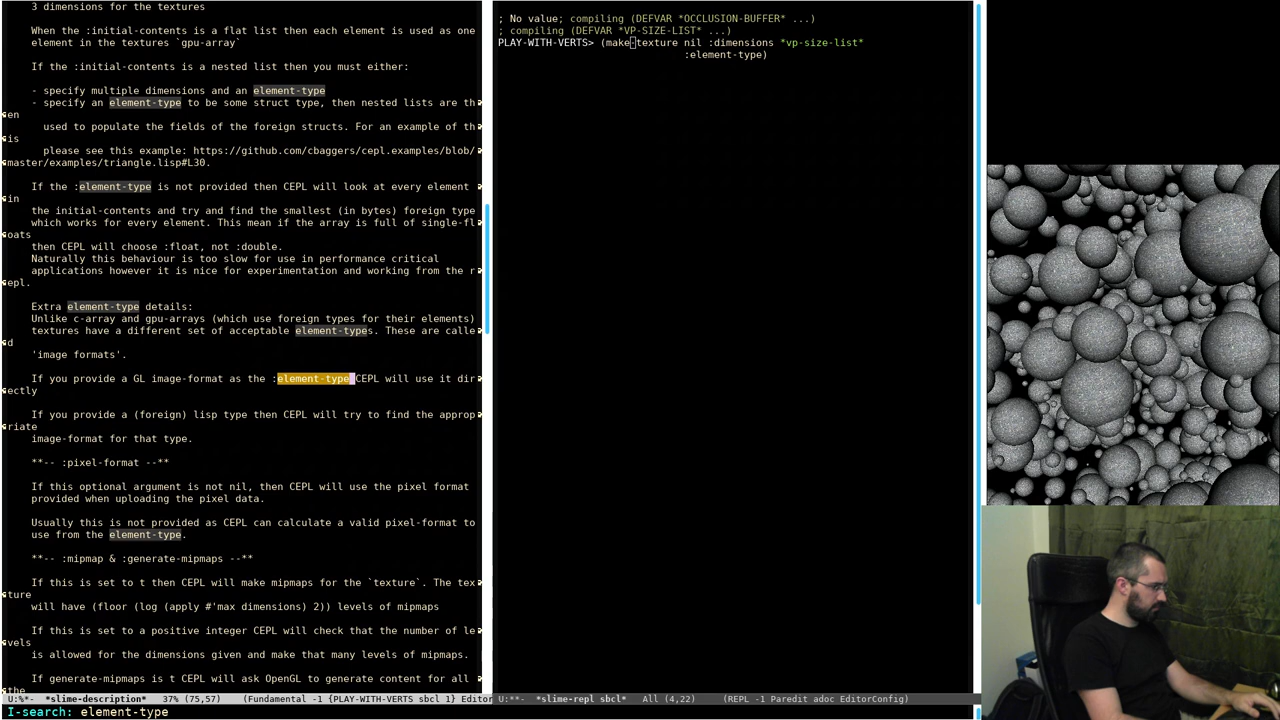 3 dimensions for the textures
When the :initial-contents is a flat list then each element is used as one
element in the textures `gpu-array`
If the :initial-contents is a nested list then you must either:
- specify multiple dimensions and an element-type
- specify an element-type to be some struct type, then nested lists are th
en
used to populate the fields of the foreign structs. For an example of th
is
please see this example: https://github.com/cbaggers/cepl.examples/blob/
master/examples/triangle.lisp#L30.
If the :element-type is not provided then CEPL will look at every element
in
the initial-contents and try and find the smallest (in bytes) foreign type
which works for every element. This mean if the array is full of single-fl
oats
then CEPL will choose :float, not :double.
Naturally this behaviour is too slow for use in performance critical
applications however it is nice for experimentation and working from the r
epl.
Extra element-type details:
Unlike c-array and gpu-arrays (which use foreign types for their elements)
textures have a different set of acceptable element-types. These are calle
d
'image formats'.
If you provide a GL image-format as the :element-type CEPL will use it dir
ectly
If you provide a (foreign) lisp type then CEPL will try to find the approp
riate
image-format for that type.
**-- :pixel-format --**
If this optional argument is not nil, then CEPL will use the pixel format
provided when uploading the pixel data.
Usually this is not provided as CEPL can calculate a valid pixel-format to
use from the element-type.
**-- :mipmap & :generate-mipmaps --**
If this is set to t then CEPL will make mipmaps for the `texture`. The tex
ture
will have (floor (log (apply #'max dimensions) 2)) levels of mipmaps
If this is set to a positive integer CEPL will check that the number of le
vels
is allowed for the dimensions given and make that many levels of mipmaps.
If generate-mipmaps is t CEPL will ask OpenGL to generate content for all
the
U:%*-  *slime-description*   37% (75,57)    (Fundamental -1 {PLAY-WITH-VERTS sbcl 1} Editor
I-search: element-type
; No value; compiling (DEFVAR *OCCLUSION-BUFFER* ...)
; compiling (DEFVAR *VP-SIZE-LIST* ...)
PLAY-WITH-VERTS> (make-texture nil :dimensions *vp-size-list*
:element-type)
U:**-  *slime-repl sbcl*   All (4,22)     (REPL -1 Paredit adoc EditorConfig)